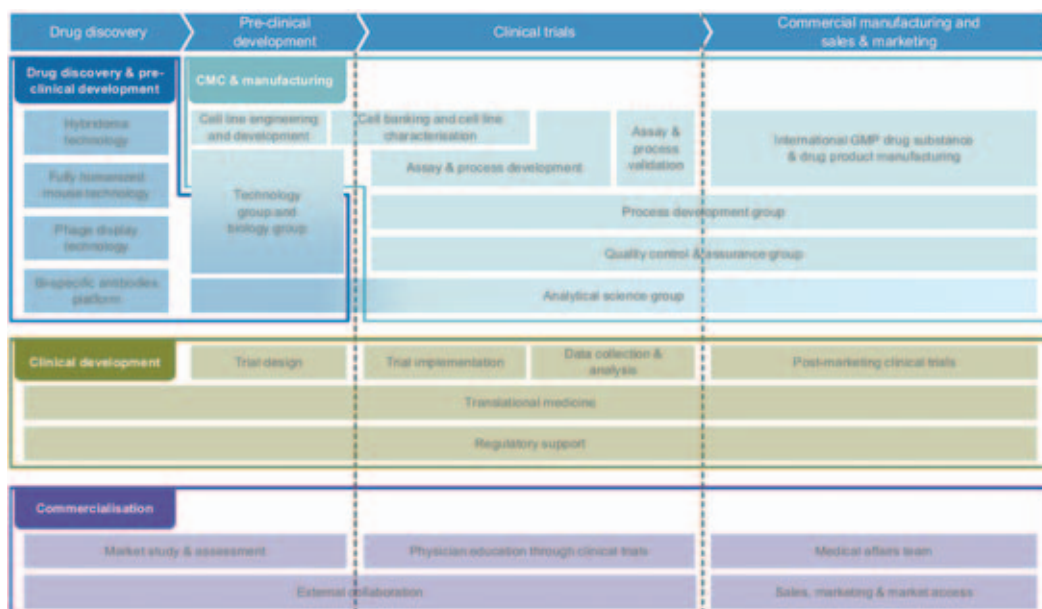 Drug discovery
Pre-clinical
development
Clinical trials
Commercial manufacturing and
sales & marketing
Drug discovery & pre-
clinical development
CMC & manufacturing
Hybridoma
technology
Fully humanized
mouse technology
Phage display
technology
Bi-specific antibodies
platform
Cell line engineering
and development
Cell banking and cell line
characterisation
Assay & process development
Assay &
process
validation
International GMP drug substance
& drug product manufacturing
Technology
group and
biology group
Process development group
Quality control & assurance group
Analytical science group
Clinical development
Trial design
Trial implementation
Data collection &
analysis
Post-marketing clinical trials
Translational medicine
Regulatory support
Commercialisation
Market study & assessment
Physician education through clinical trials
Medical affairs team
External collaboration
Sales, marketing & market access